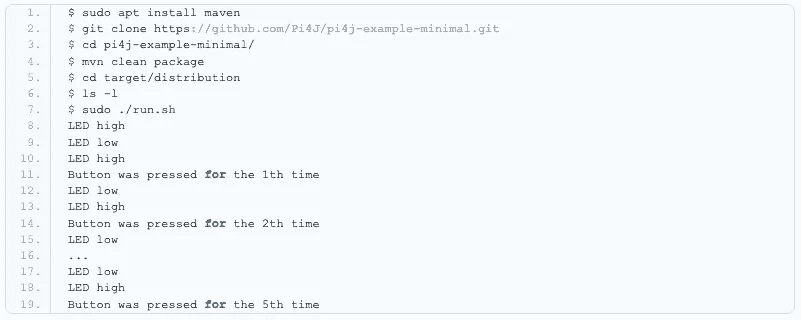 1. $ sudo apt install maven
2. $ git clone https://github.com/Pi4J/pi4j-example-minimal.git
3. $ cd pi4j-example-minimal/
4. $ mvn clean package
5. $ cd target/distribution
6. $ ls -l
7. $ sudo ./run.sh
8. LED high
9. LED low
10. LED high
11. Button was pressed for the 1th time
12. LED low
13. LED high
14. Button was pressed for the 2th time
15. LED low
16. ...
17. LED low
18. LED high
19. Button was pressed for the 5th time